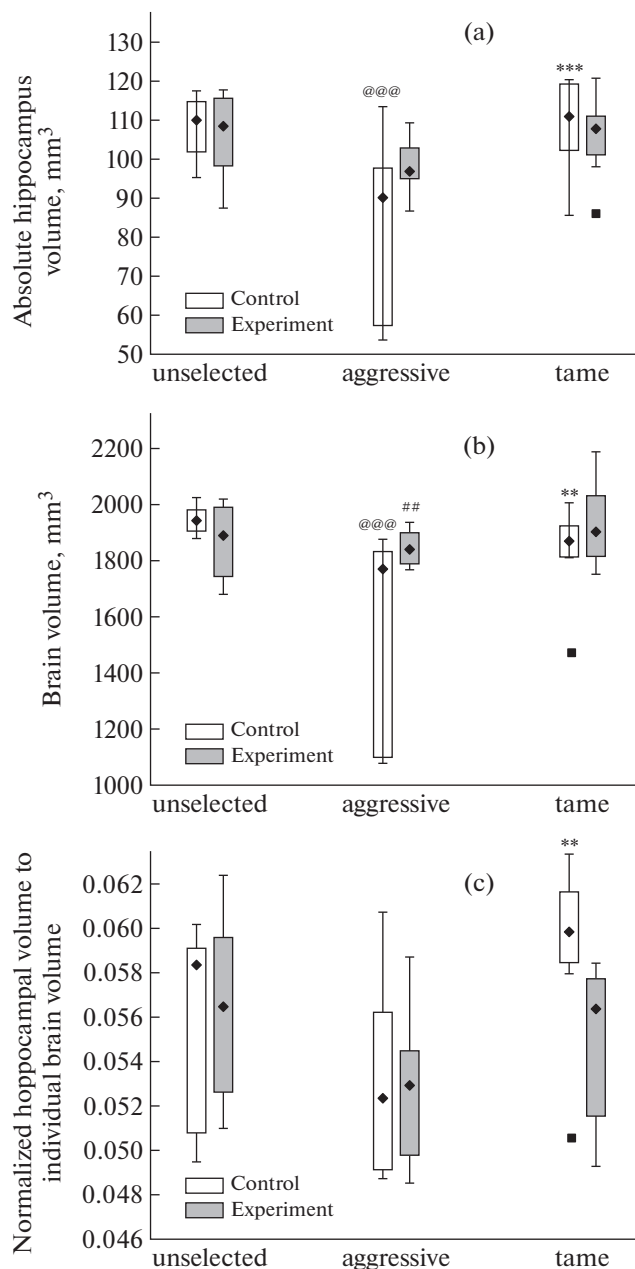 (a)
Absolute hippocampus
volume, mm³
130
120
110
100
90
80
70
60
50
@@@
***
Control
Experiment
unselected
aggressive
tame
(b)
Brain volume, mm³
2200
2000
1800
1600
1400
1200
1000
@@@
##
**
Control
Experiment
unselected
aggressive
tame
(c)
Normalized hoppocampal volume to
individual brain volume
0.062
0.060
0.058
0.056
0.054
0.052
0.050
0.048
0.046
**
Control
Experiment
unselected
aggressive
tame